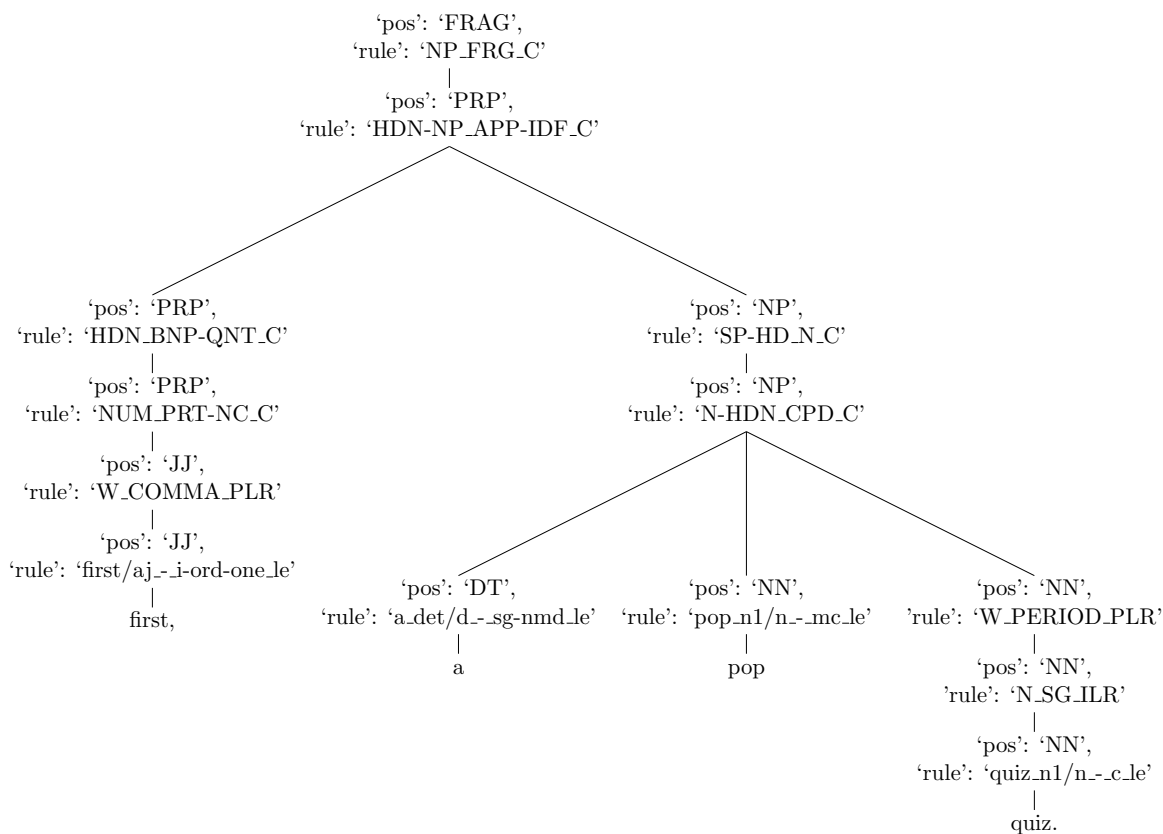 ‘pos’: ‘FRAG’,
‘rule’: ‘NP_FRG_C’
‘pos’: ‘PRP’,
‘rule’: ‘HDN-NP_APP-IDF_C’
‘pos’: ‘PRP’,
‘rule’: ‘HDN_BNP-QNT_C’
‘pos’: ‘PRP’,
‘rule’: ‘NUM_PRT-NC_C’
‘pos’: ‘JJ’,
‘rule’: ‘W_COMMA_PLR’
‘pos’: ‘JJ’,
‘rule’: ‘first/aj_-_i-ord-one_le’
first,
‘pos’: ‘NP’,
‘rule’: ‘SP-HD_N_C’
‘pos’: ‘NP’,
‘rule’: ‘N-HDN_CPD_C’
‘pos’: ‘DT’,
‘rule’: ‘a_det/d_-_sg-nmd_le’
a
‘pos’: ‘NN’,
‘rule’: ‘pop_n1/n_-_mc_le’
pop
‘pos’: ‘NN’,
’rule’: ‘W_PERIOD_PLR’
‘pos’: ‘NN’,
’rule’: ‘N_SG_ILR’
‘pos’: ‘NN’,
‘rule’: ‘quiz_n1/n_-_c_le’
quiz.